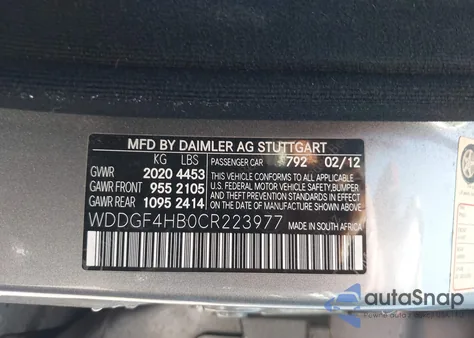 MFD BY DAIMLER AG STUTTGART
KG LBS
PASSENGER CAR 792 02/12
GVWR 2020 4453
GAWR FRONT 955 2105
GAWR REAR 1095 2414
THIS VEHICLE CONFORMS TO ALL APPLICABLE
U.S. FEDERAL MOTOR VEHICLE SAFETY, BUMPER
AND THEFT PREVENTION STANDARDS IN EFFECT
ON THE DATE OF MANUFACTURE SHOWN ABOVE.
WDDGF4HB0CR223977 MADE IN SOUTH AFRICA
autoSnap